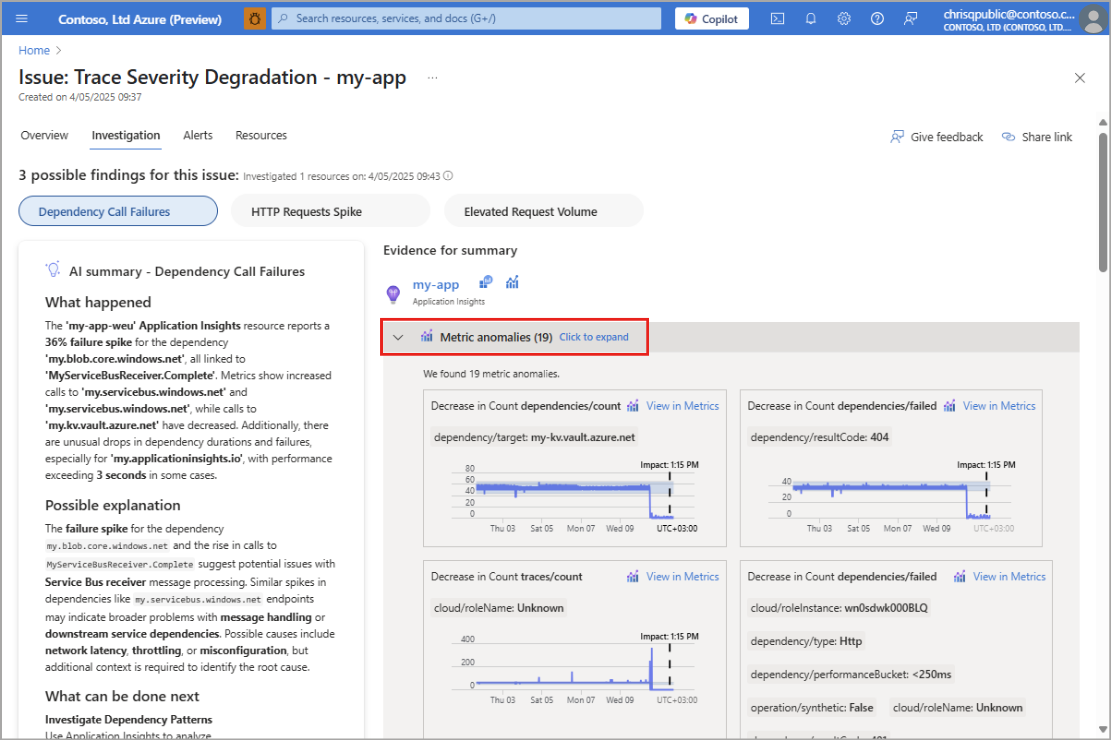 Contoso, Ltd Azure (Preview)
Search resources, services, and docs (G+/)
Copilot
chrisqpublic@contoso.c...
CONTOSO, LTD (CONTOSO, LTD....
Home
Issue: Trace Severity Degradation - my-app ...
Created on 4/05/2025 09:37
Overview Investigation Alerts Resources
Give feedback Share link
3 possible findings for this issue: Investigated 1 resources on: 4/05/2025 09:43
Dependency Call Failures
HTTP Requests Spike
Elevated Request Volume
AI summary - Dependency Call Failures
What happened
The 'my-app-weu' Application Insights resource reports a
36% failure spike for the dependency
'my.blob.core.windows.net', all linked to
'MyServiceBusReceiver.Complete'. Metrics show increased
calls to 'my.servicebus.windows.net' and
'my.servicebus.windows.net', while calls to
'my.kv.vault.azure.net' have decreased. Additionally, there
are unusual drops in dependency durations and failures,
especially for 'my.applicationinsights.io', with performance
exceeding 3 seconds in some cases.
Possible explanation
The failure spike for the dependency
my.blob.core.windows.net and the rise in calls to
MyServiceBusReceiver.Complete suggest potential issues with
Service Bus receiver message processing. Similar spikes in
dependencies like my.servicebus.windows.net endpoints
may indicate broader problems with message handling or
downstream service dependencies. Possible causes include
network latency, throttling, or misconfiguration, but
additional context is required to identify the root cause.
What can be done next
Investigate Dependency Patterns
Use Application Insights to analyze
Evidence for summary
my-app
Application Insights
Metric anomalies (19) Click to expand
We found 19 metric anomalies.
Decrease in Count dependencies/count View in Metrics
dependency/target: my-kv.vault.azure.net
Impact: 1:15 PM
80
60
40
20
0
Thu 03 Sat 05 Mon 07 Wed 09 UTC+03:00
Decrease in Count dependencies/failed View in Metrics
dependency/resultCode: 404
Impact: 1:15 PM
40
20
0
Thu 03 Sat 05 Mon 07 Wed 09 UTC+03:00
Decrease in Count traces/count View in Metrics
cloud/roleName: Unknown
Impact: 1:15 PM
400
200
0
Thu 03 Sat 05 Mon 07 Wed 09 UTC+03:00
Decrease in Count dependencies/failed View in Metrics
cloud/roleInstance: wn0sdwk000BLQ
dependency/type: Http
dependency/performanceBucket: <250ms
operation/synthetic: False cloud/roleName: Unknown